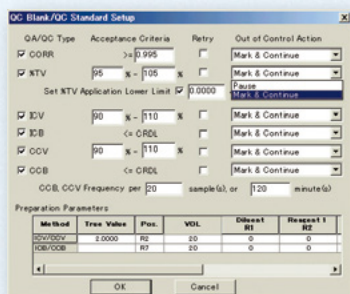 QC Blank/QC Standard Setup
QA/QC Type Acceptance Criteria Retry Out of Control Action
CORR >= 0.995 Mark & Continue
%TV 95 % - 105 % Mark & Continue
Pause
Set %TV Application Lower Limit 0.0000 Mark & Continue
ICV 90 % - 110 % Mark & Continue
ICB <= CRDL Mark & Continue
CCV 90 % - 110 % Mark & Continue
CCB <= CRDL Mark & Continue
CCB, CCV Frequency per 20 sample(s), or 120 minute(s)
Preparation Parameters
Method True Value Pos. VOL Diluent R1 Reagent 1 R2
ICV/CCV 2.0000 R2 20 0 0
ICB/CCB R7 20 0 0
OK Cancel